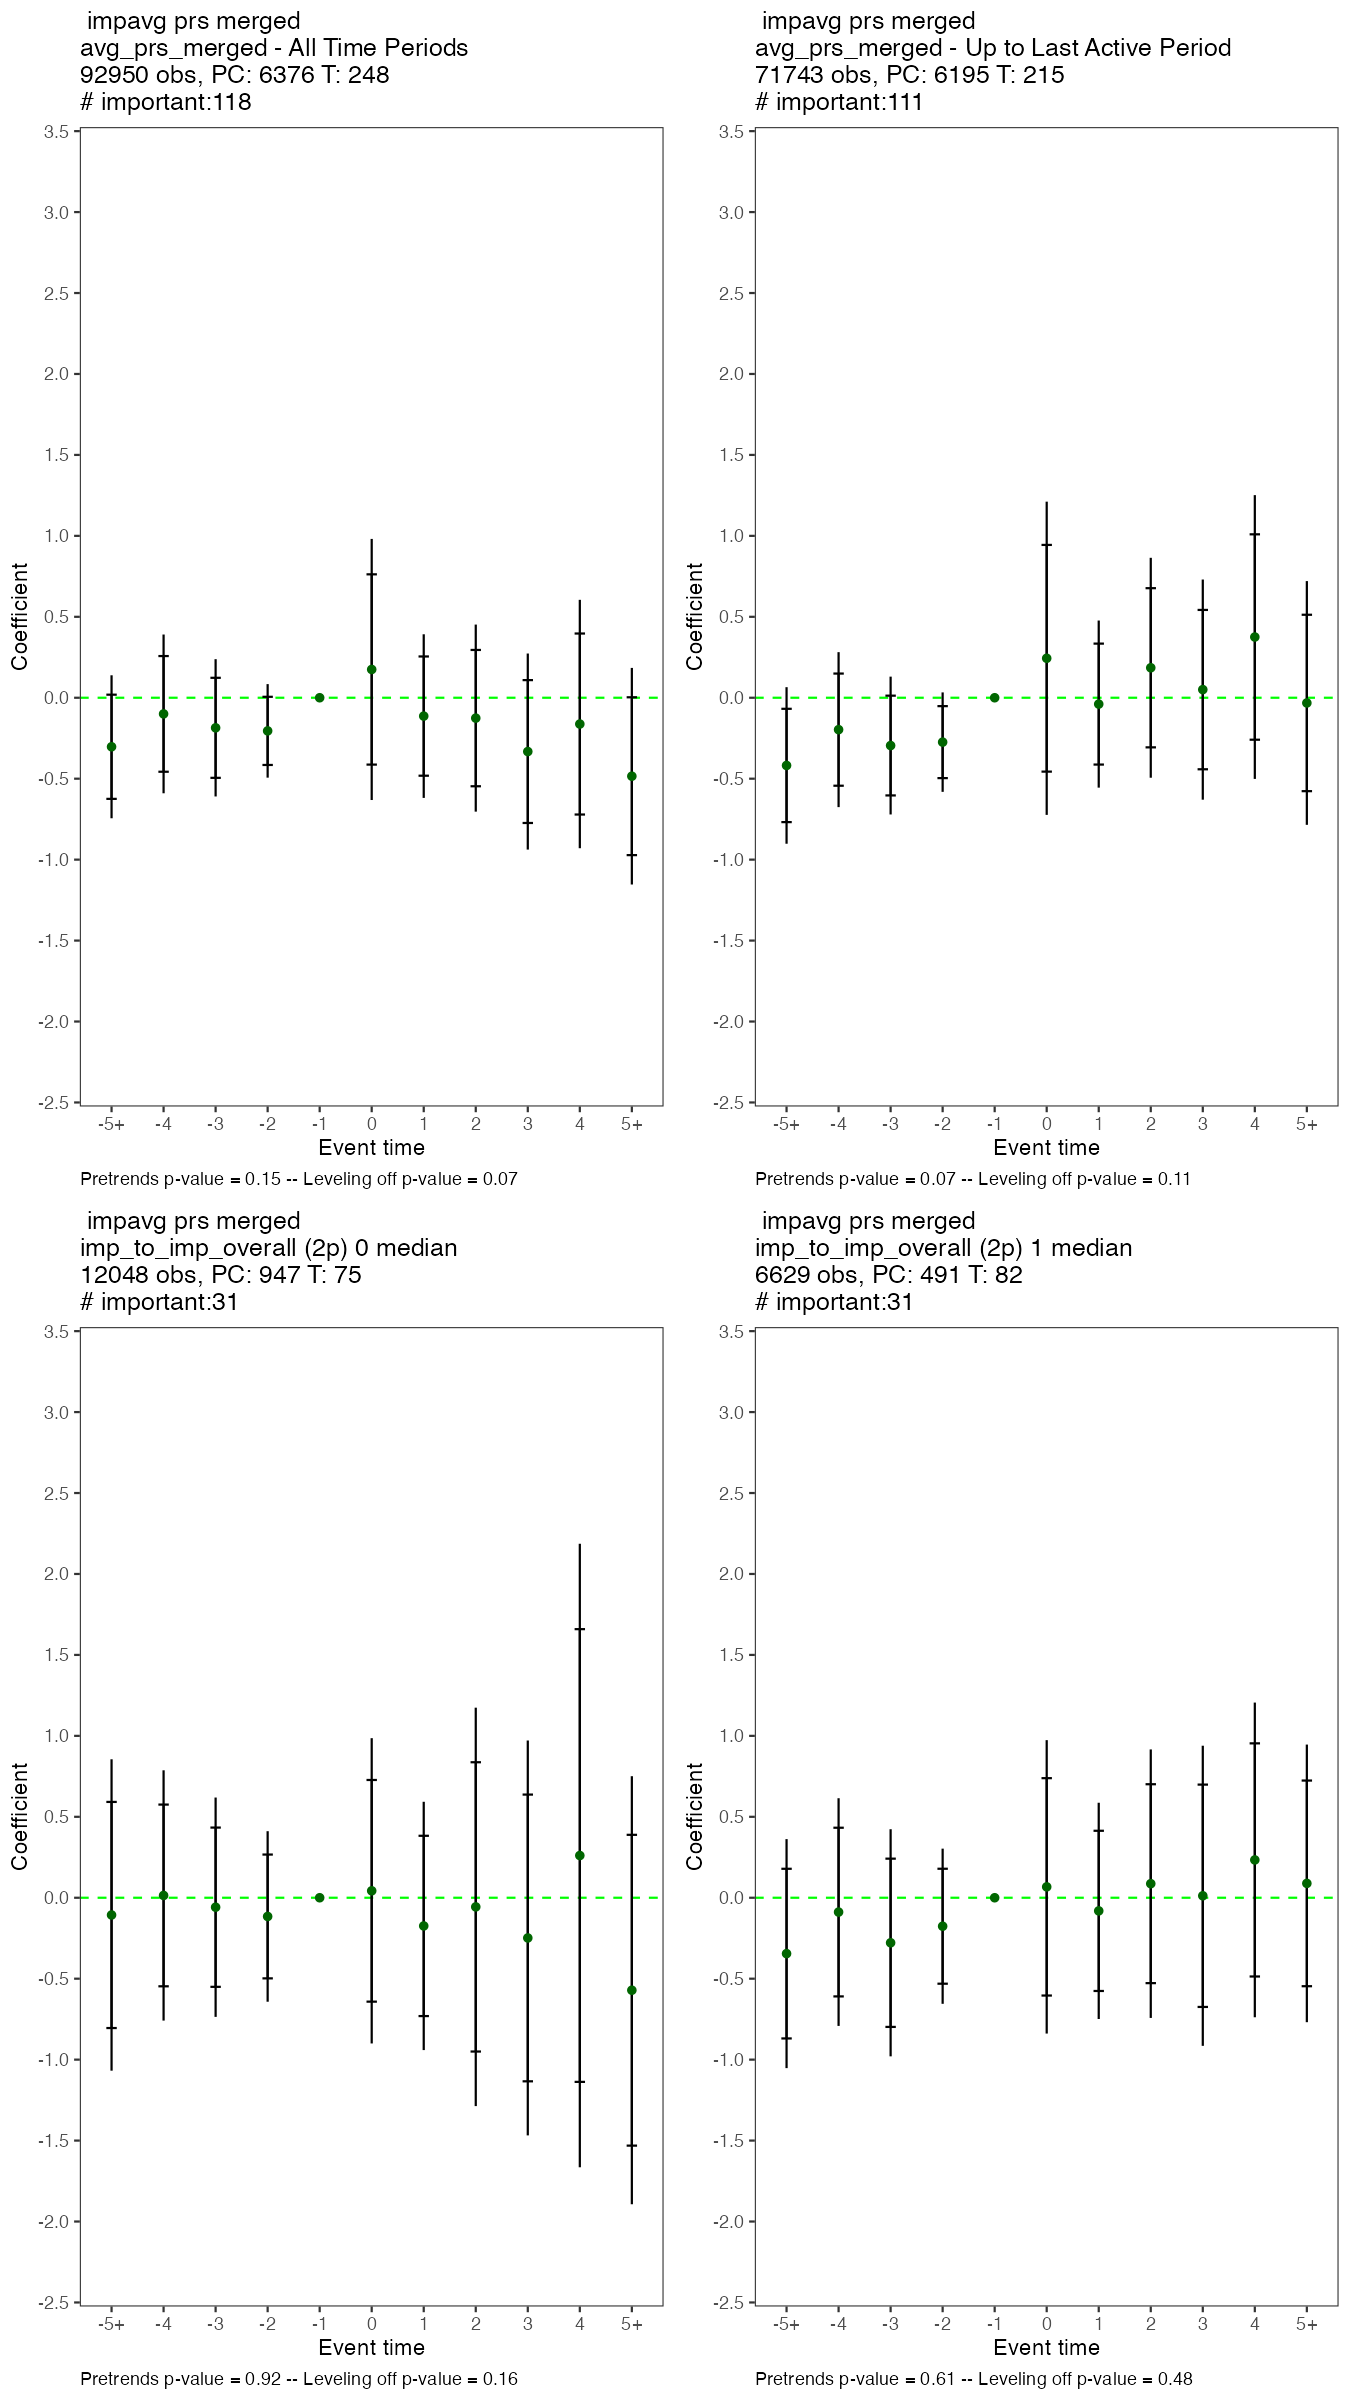 impavg prs merged
avg_prs_merged - All Time Periods
92950 obs, PC: 6376 T: 248
# important:118
3.5
3.0
2.5
2.0
1.5
1.0
0.5
0.0
-0.5
-1.0
-1.5
-2.0
-2.5
Coefficient
-5+ -4 -3 -2 -1 0 1 2 3 4 5+
Event time
Pretrends p-value = 0.15 -- Leveling off p-value = 0.07
impavg prs merged
avg_prs_merged - Up to Last Active Period
71743 obs, PC: 6195 T: 215
# important:111
3.5
3.0
2.5
2.0
1.5
1.0
0.5
0.0
-0.5
-1.0
-1.5
-2.0
-2.5
Coefficient
-5+ -4 -3 -2 -1 0 1 2 3 4 5+
Event time
Pretrends p-value = 0.07 -- Leveling off p-value = 0.11
impavg prs merged
imp_to_imp_overall (2p) 0 median
12048 obs, PC: 947 T: 75
# important:31
3.5
3.0
2.5
2.0
1.5
1.0
0.5
0.0
-0.5
-1.0
-1.5
-2.0
-2.5
Coefficient
-5+ -4 -3 -2 -1 0 1 2 3 4 5+
Event time
Pretrends p-value = 0.92 -- Leveling off p-value = 0.16
impavg prs merged
imp_to_imp_overall (2p) 1 median
6629 obs, PC: 491 T: 82
# important:31
3.5
3.0
2.5
2.0
1.5
1.0
0.5
0.0
-0.5
-1.0
-1.5
-2.0
-2.5
Coefficient
-5+ -4 -3 -2 -1 0 1 2 3 4 5+
Event time
Pretrends p-value = 0.61 -- Leveling off p-value = 0.48